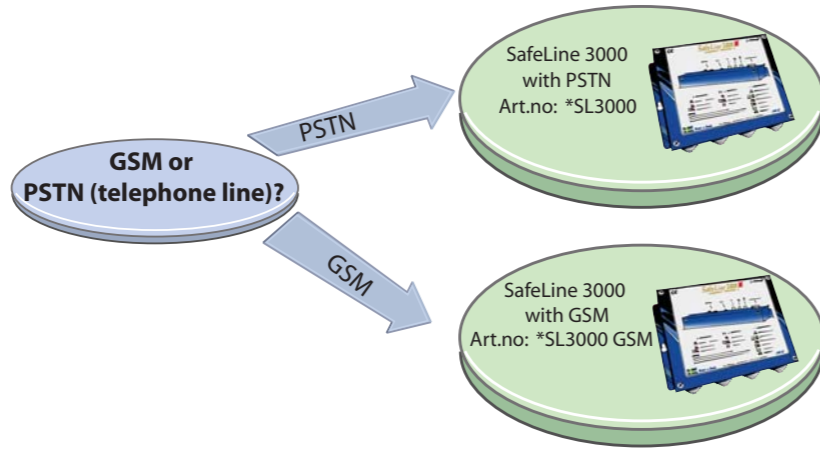 GSM or
PSTN (telephone line)?
PSTN
SafeLine 3000
with PSTN
Art.no: *SL3000
GSM
SafeLine 3000
with GSM
Art.no: *SL3000 GSM